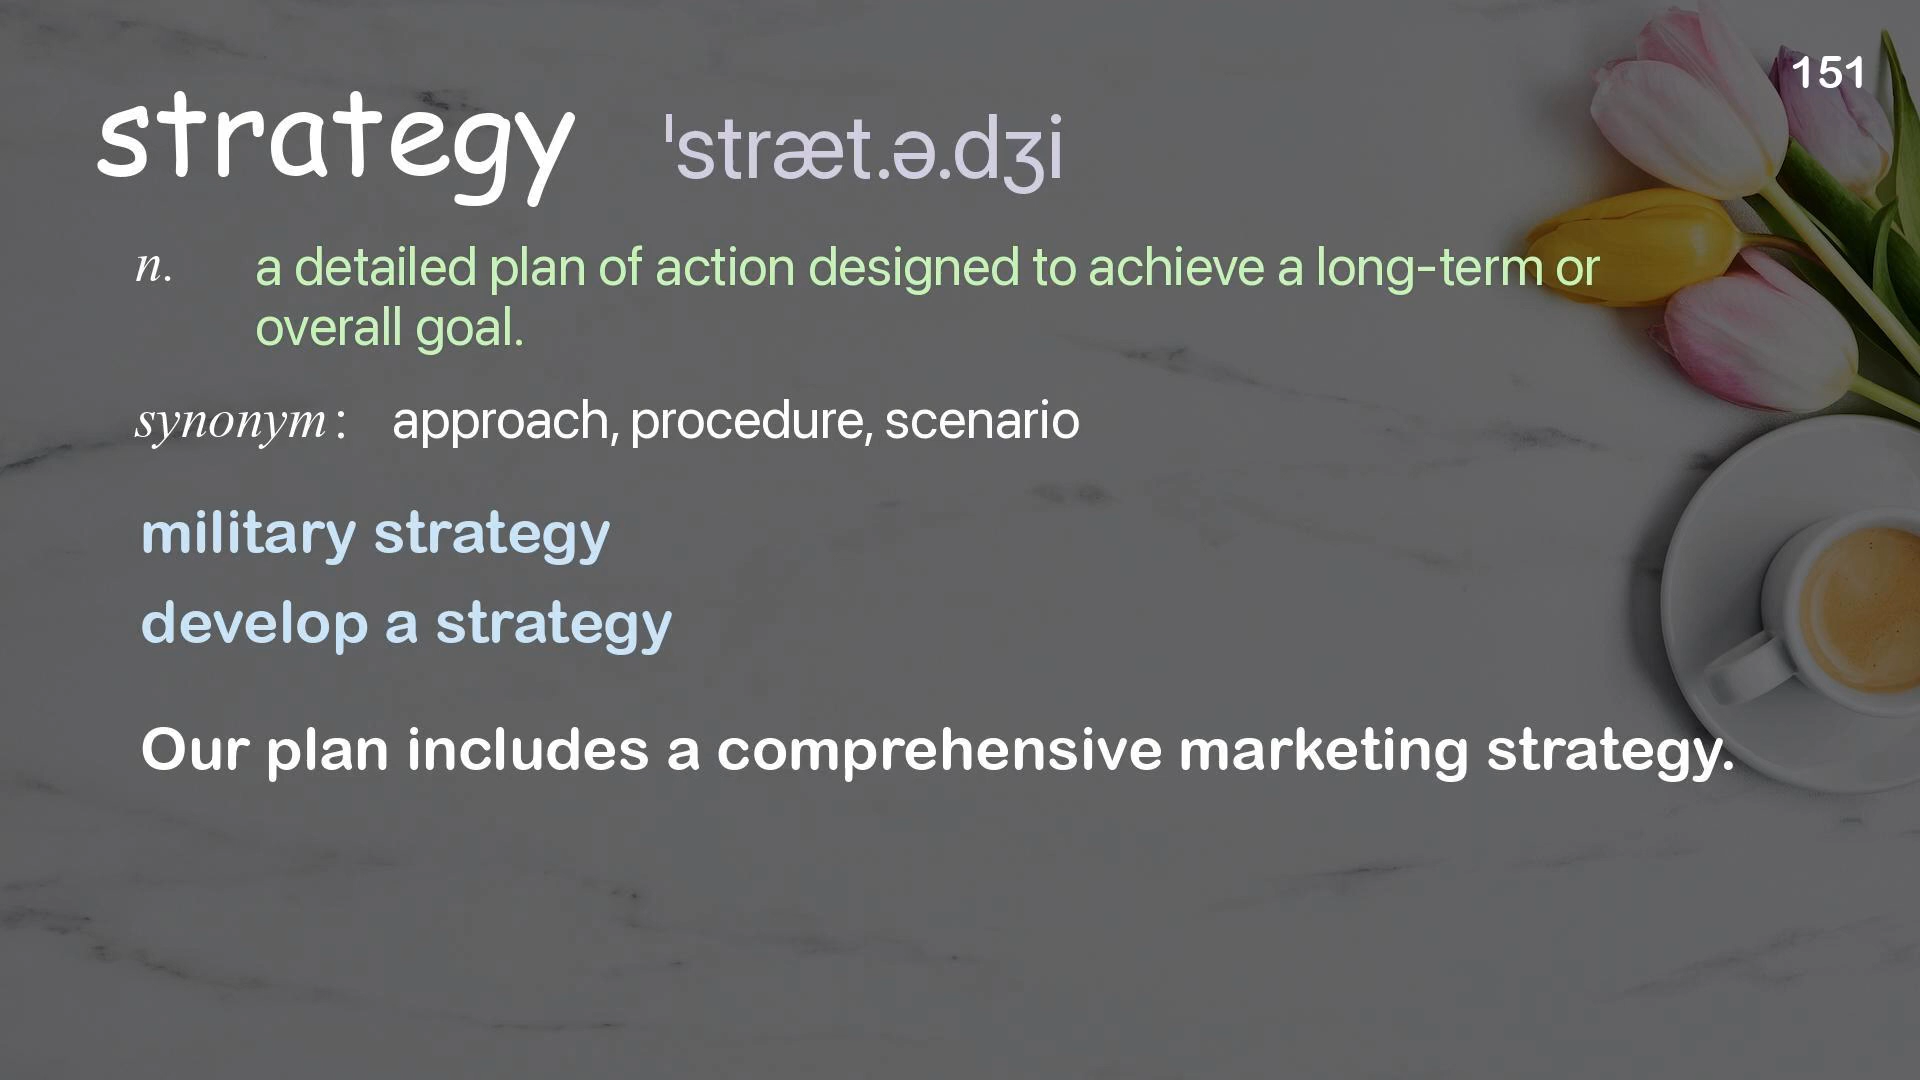 151
strategy ˈstræt.ə.dʒi
n. a detailed plan of action designed to achieve a long-term or
overall goal.
synonym: approach, procedure, scenario
military strategy
develop a strategy
Our plan includes a comprehensive marketing strategy.